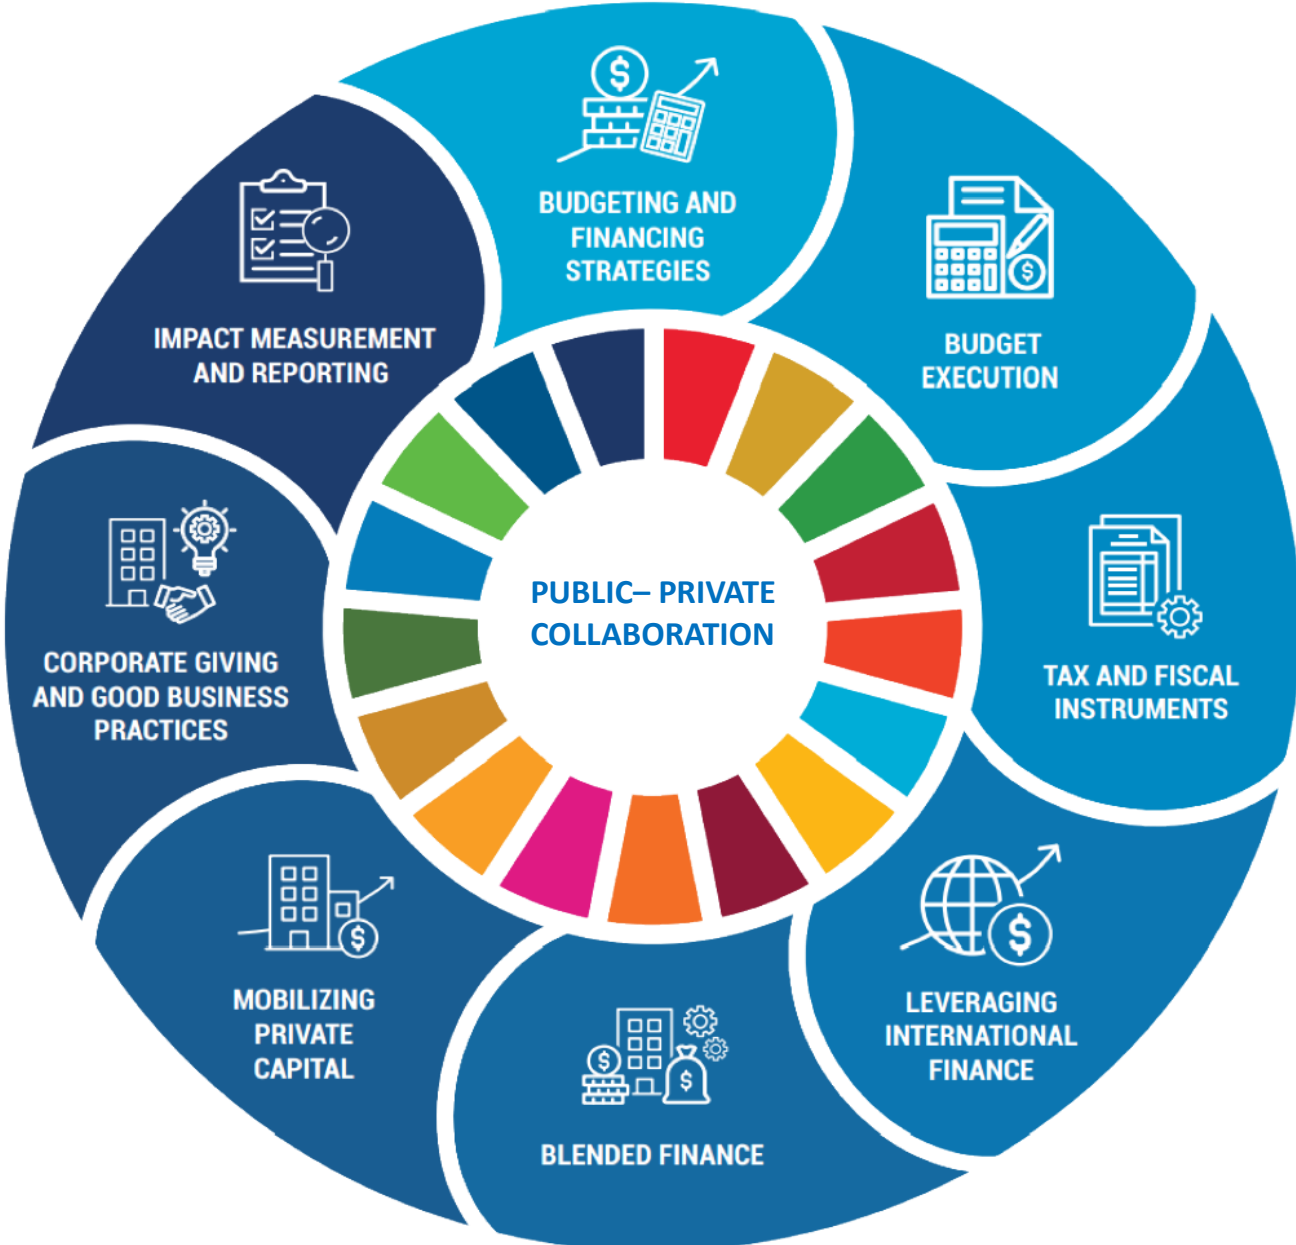 BUDGETING AND
FINANCING
STRATEGIES
BUDGET
EXECUTION
TAX AND FISCAL
INSTRUMENTS
LEVERAGING
INTERNATIONAL
FINANCE
BLENDED FINANCE
MOBILIZING
PRIVATE
CAPITAL
CORPORATE GIVING
AND GOOD BUSINESS
PRACTICES
IMPACT MEASUREMENT
AND REPORTING
PUBLIC– PRIVATE
COLLABORATION